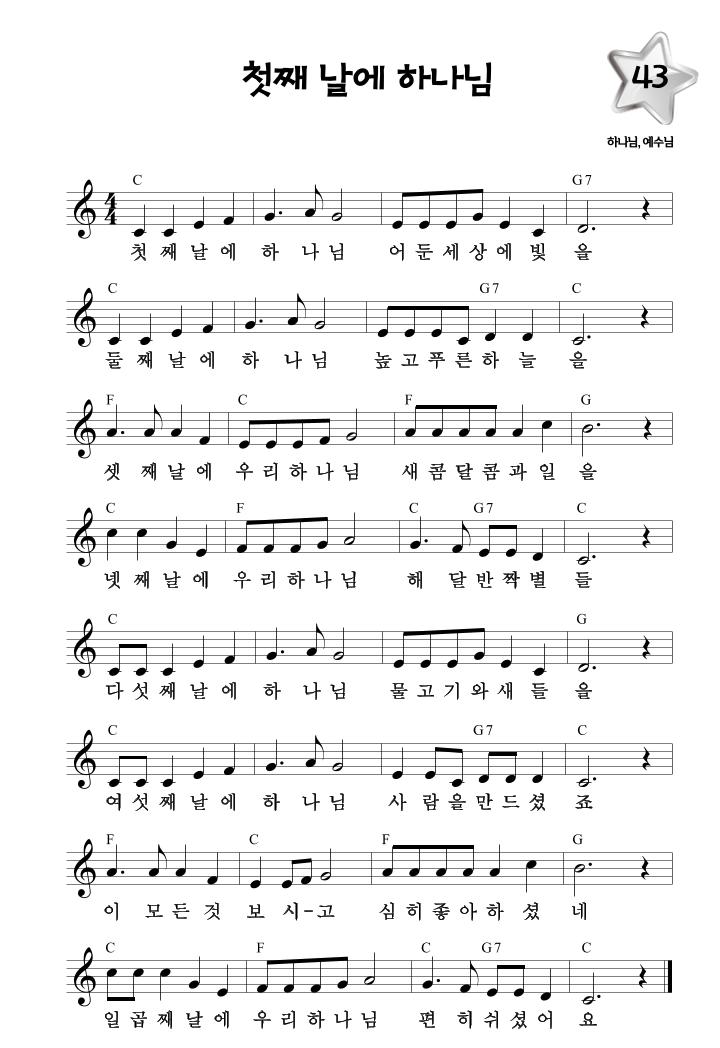 첫째 날에 하나님
43
하나님, 예수님
C G7
4
4
첫 째 날 에 하 나 님 어 둔 세 상 에 빛 을
C G7 C
둘 째 날 에 하 나 님 높 고 푸 른 하 늘 을
F C F G
셋 째 날 에 우 리 하 나 님 새 콤 달 콤 과 일 을
C F C G7 C
넷 째 날 에 우 리 하 나 님 해 달 반 짝 별 들
C G
다 섯 째 날 에 하 나 님 물 고 기 와 새 들 을
C G7 C
여 섯 째 날 에 하 나 님 사 람 을 만 드 셨 죠
F C F G
이 모 든 것 보 시 - 고 심 히 좋 아 하 셨 네
C F C G7 C
일 곱 째 날 에 우 리 하 나 님 편 히 쉬 셨 어 요